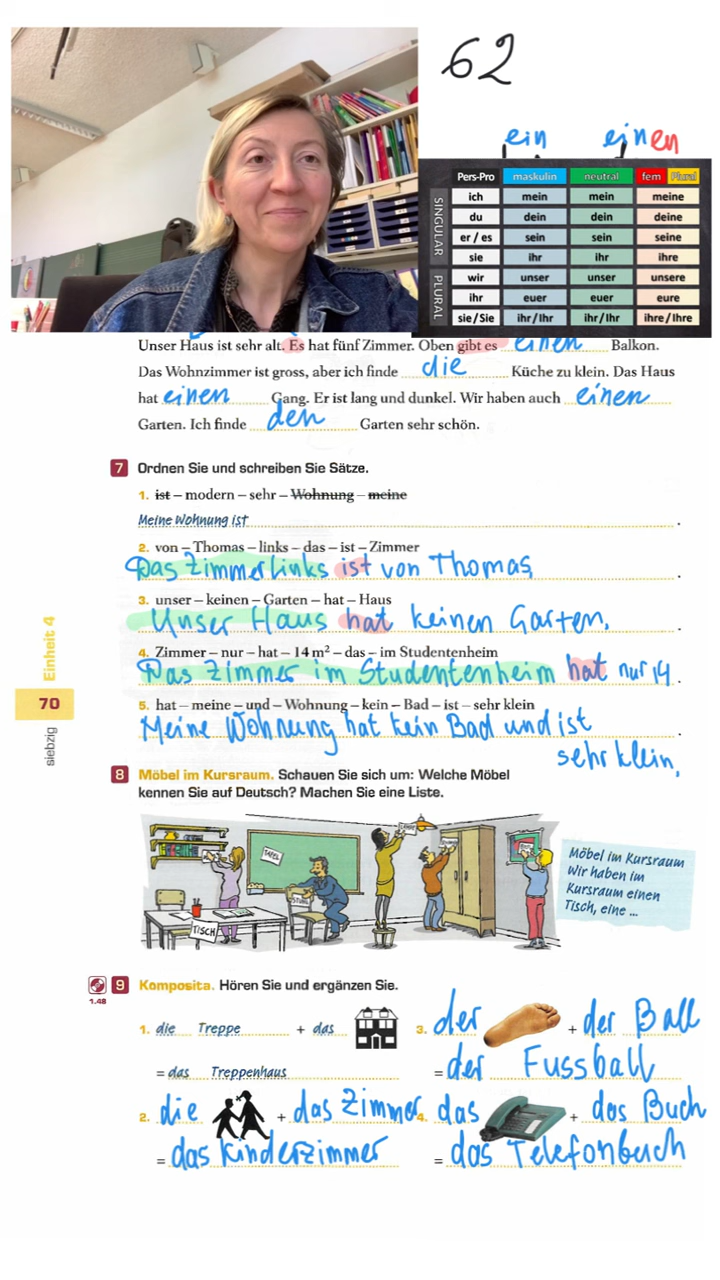 62
ein einen
Pers-Pro maskulin neutral fem Plural
SINGULAR
ich mein mein meine
du dein dein deine
er / es sein sein seine
sie ihr ihr ihre
PLURAL
wir unser unser unsere
ihr euer euer eure
sie/Sie ihr/Ihr ihr/Ihr ihre/Ihre
Unser Haus ist sehr alt. Es hat fünf Zimmer. Oben gibt es einen Balkon.
Das Wohnzimmer ist gross, aber ich finde die Küche zu klein. Das Haus
hat einen Gang. Er ist lang und dunkel. Wir haben auch einen
Garten. Ich finde den Garten sehr schön.
7 Ordnen Sie und schreiben Sie Sätze.
1. ist – modern – sehr – Wohnung – meine
Meine Wohnung ist .
2. von – Thomas – links – das – ist – Zimmer
Das Zimmer links ist von Thomas.
3. unser – keinen – Garten – hat – Haus
Unser Haus hat keinen Garten.
4. Zimmer – nur – hat – 14 m² – das – im Studentenheim
Das Zimmer im Studentenheim hat nur 14.
5. hat – meine – und – Wohnung – kein – Bad – ist – sehr klein
Meine Wohnung hat kein Bad und ist
sehr klein.
Einheit 4
70
siebzig
8 Möbel im Kursraum. Schauen Sie sich um: Welche Möbel
kennen Sie auf Deutsch? Machen Sie eine Liste.
TAFEL
STUHL
TISCH
Möbel im Kursraum
Wir haben im
Kursraum einen
Tisch, eine ...
1.48
9 Komposita. Hören Sie und ergänzen Sie.
1. die Treppe + das
= das Treppenhaus
2. die + das Zimmer
= das Kinderzimmer
3. der + der Ball
= der Fussball
4. das + das Buch
= das Telefonbuch